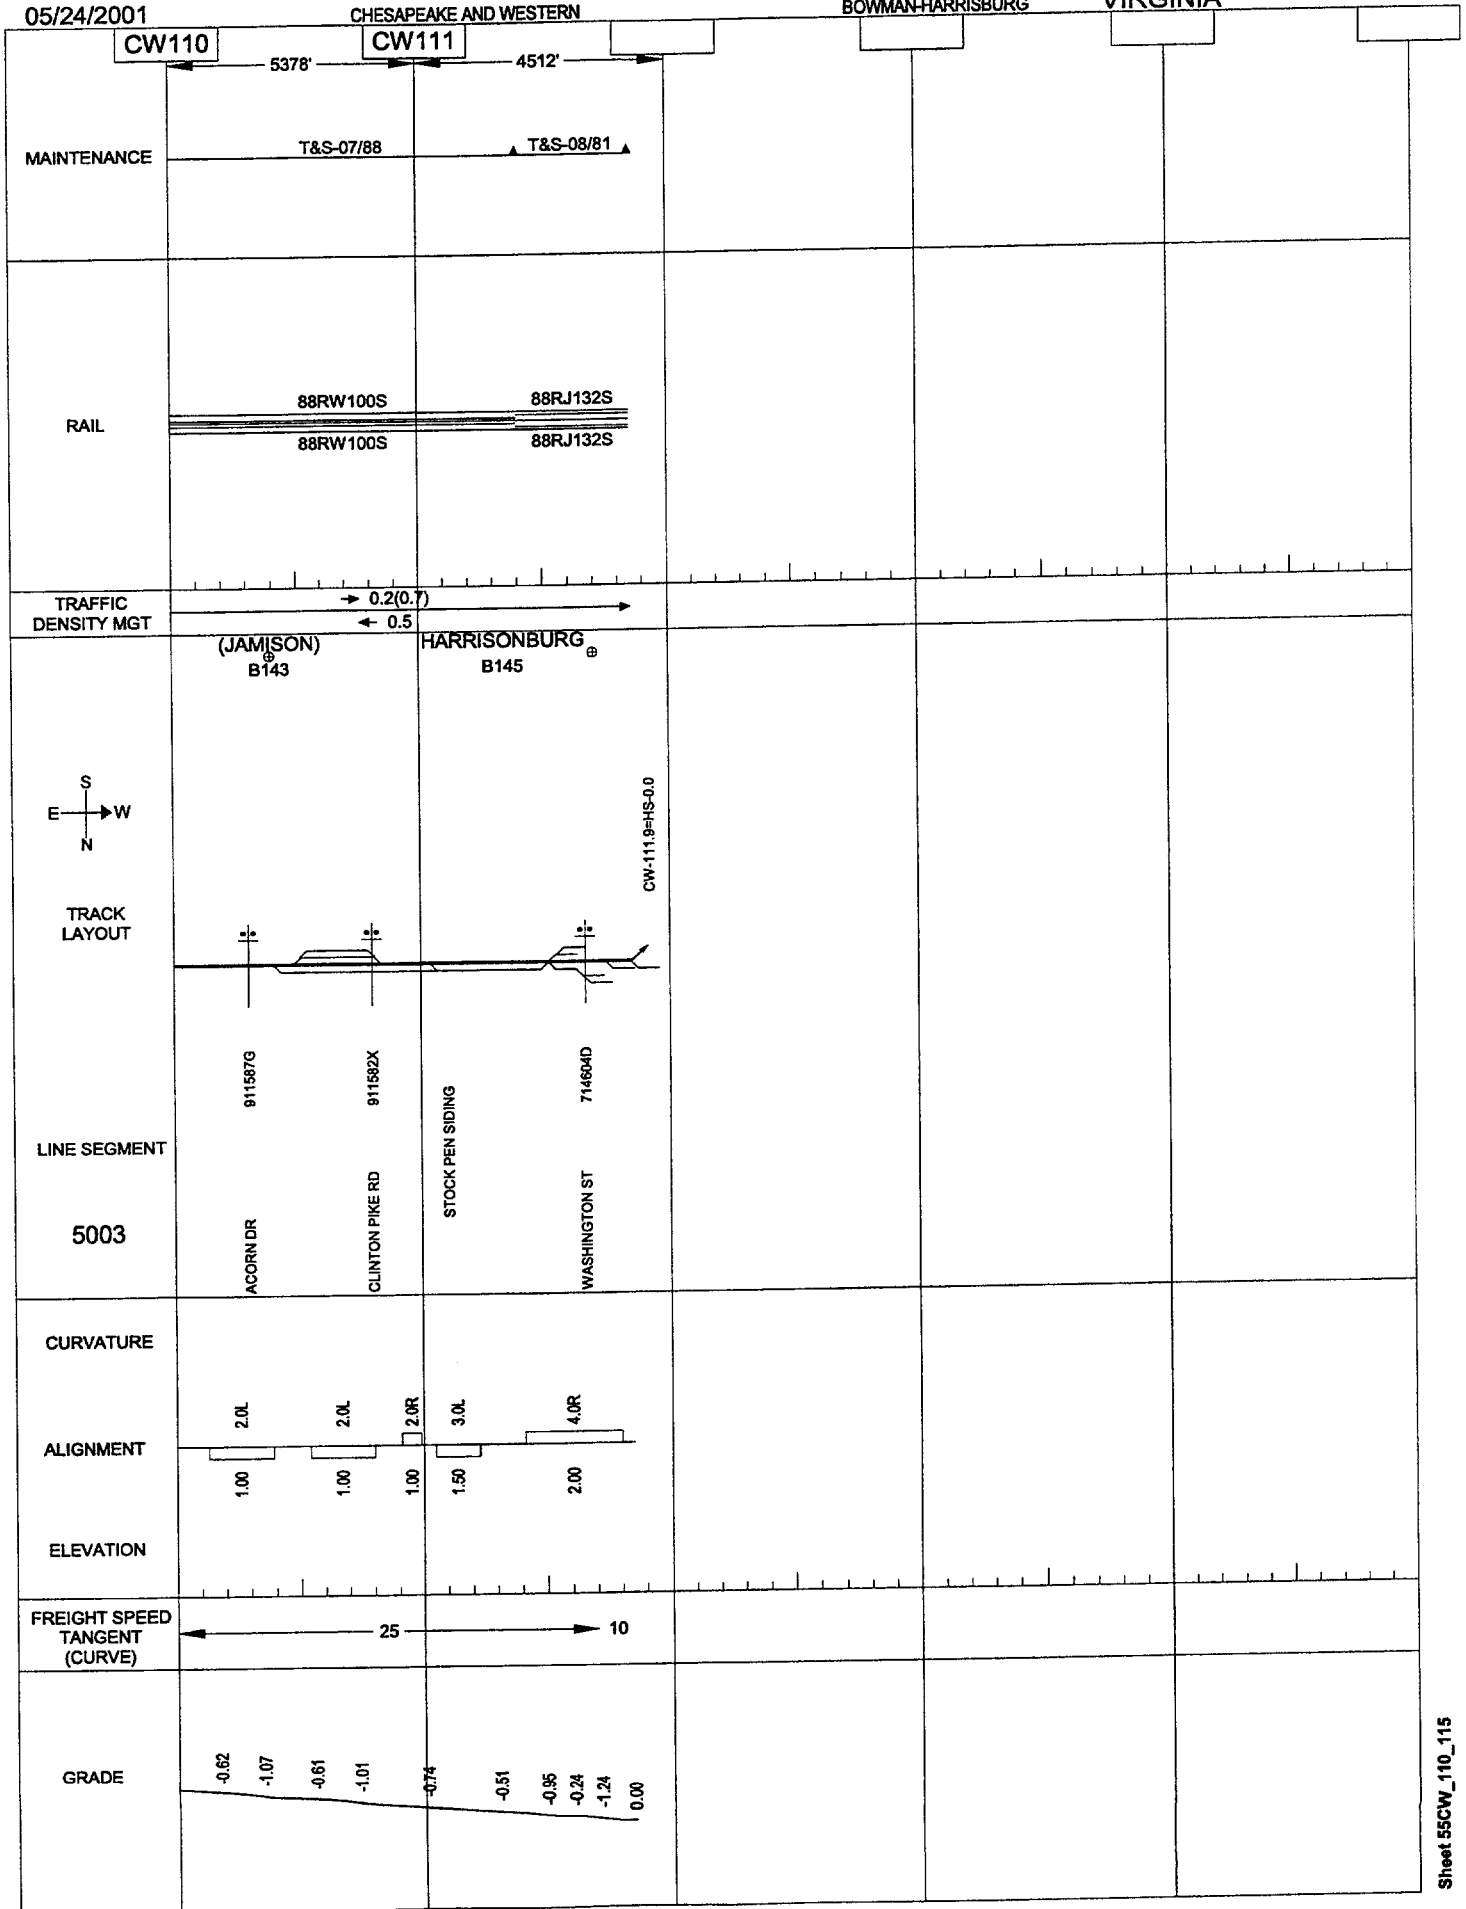 05/24/2001 CHESAPEAKE AND WESTERN BOWMAN-HARRISBURG VIRGINIA
CW110 CW111
5378' 4512'
MAINTENANCE T&S-07/88 T&S-08/81
88RW100S 88RJ132S
RAIL
88RW100S 88RJ132S
TRAFFIC
DENSITY MGT
0.2(0.7)
0.5
(JAMISON) HARRISONBURG
B143 B145
S
E W
N
CW-111.9=HS-0.0
TRACK
LAYOUT
911587G 911582X 714604D
STOCK PEN SIDING
LINE SEGMENT
5003
ACORN DR CLINTON PIKE RD WASHINGTON ST
CURVATURE
2.0L 2.0L 2.0R 3.0L 4.0R
ALIGNMENT
1.00 1.00 1.00 1.50 2.00
ELEVATION
FREIGHT SPEED
TANGENT
(CURVE)
25 10
GRADE
-0.62 -1.07 -0.61 -1.01 -0.74 -0.51 -0.95 -0.24 -1.24 0.00
Sheet 55CW_110_115